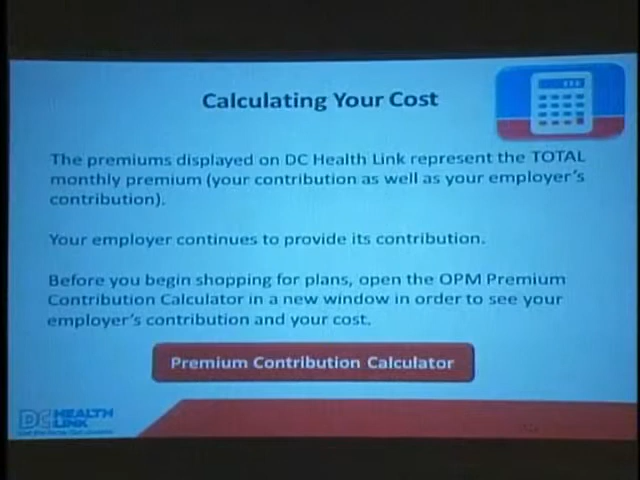 Calculating Your Cost
The premiums displayed on DC Health Link represent the TOTAL
monthly premium (your contribution as well as your employer's
contribution).
Your employer continues to provide its contribution.
Before you begin shopping for plans, open the OPM Premium
Contribution Calculator in a new window in order to see your
employer's contribution and your cost.
Premium Contribution Calculator
DC HEALTH
LINK